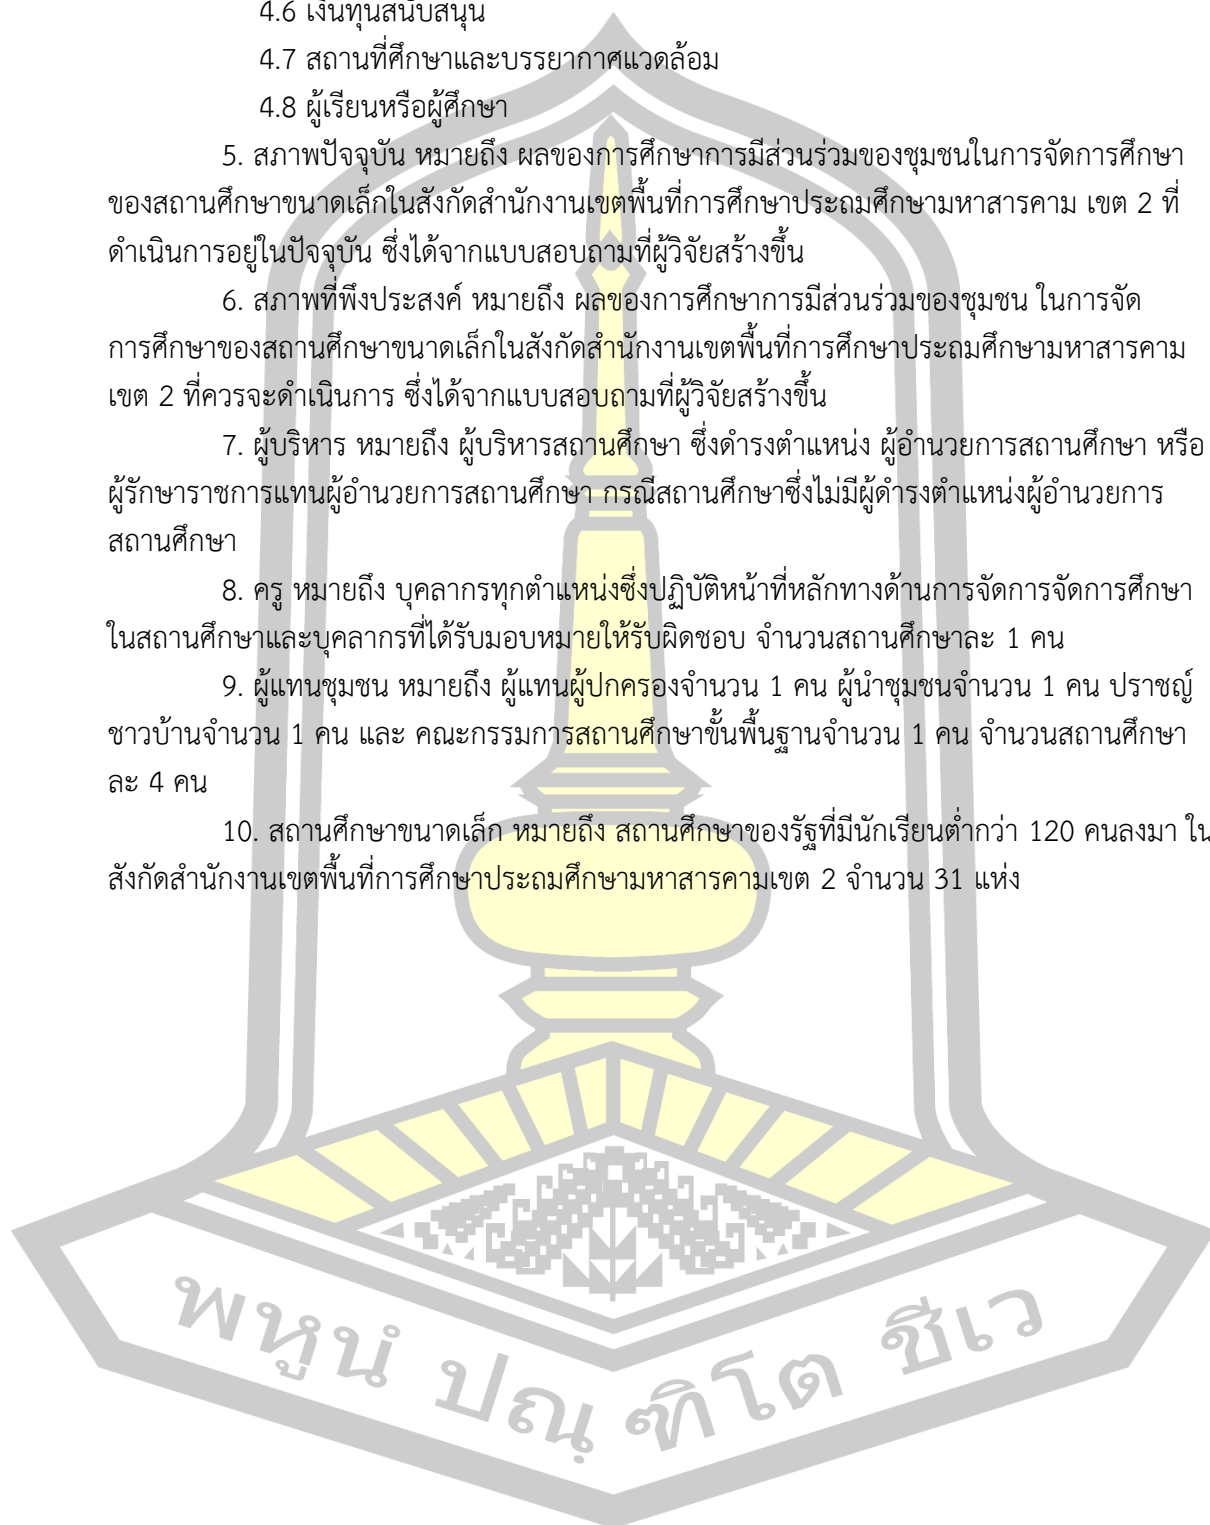 4.6 เงินทุนสนับสนุน
4.7 สถานที่ศึกษาและบรรยากาศแวดล้อม
4.8 ผู้เรียนหรือผู้ศึกษา
5. สภาพปัจจุบัน หมายถึง ผลของการศึกษาการมีส่วนร่วมของชุมชนในการจัดการศึกษา
ของสถานศึกษาขนาดเล็กในสังกัดสำนักงานเขตพื้นที่การศึกษาประถมศึกษามหาสารคาม เขต 2 ที่
ดำเนินการอยู่ในปัจจุบัน ซึ่งได้จากแบบสอบถามที่ผู้วิจัยสร้างขึ้น
6. สภาพที่พึงประสงค์ หมายถึง ผลของการศึกษาการมีส่วนร่วมของชุมชน ในการจัด
การศึกษาของสถานศึกษาขนาดเล็กในสังกัดสำนักงานเขตพื้นที่การศึกษาประถมศึกษามหาสารคาม
เขต 2 ที่ควรจะดำเนินการ ซึ่งได้จากแบบสอบถามที่ผู้วิจัยสร้างขึ้น
7. ผู้บริหาร หมายถึง ผู้บริหารสถานศึกษา ซึ่งดำรงตำแหน่ง ผู้อำนวยการสถานศึกษา หรือ
ผู้รักษาราชการแทนผู้อำนวยการสถานศึกษา กรณีสถานศึกษาซึ่งไม่มีผู้ดำรงตำแหน่งผู้อำนวยการ
สถานศึกษา
8. ครู หมายถึง บุคลากรทุกตำแหน่งซึ่งปฏิบัติหน้าที่หลักทางด้านการจัดการจัดการศึกษา
ในสถานศึกษาและบุคลากรที่ได้รับมอบหมายให้รับผิดชอบ จำนวนสถานศึกษาละ 1 คน
9. ผู้แทนชุมชน หมายถึง ผู้แทนผู้ปกครองจำนวน 1 คน ผู้นำชุมชนจำนวน 1 คน ปราชญ์
ชาวบ้านจำนวน 1 คน และ คณะกรรมการสถานศึกษาขั้นพื้นฐานจำนวน 1 คน จำนวนสถานศึกษา
ละ 4 คน
10. สถานศึกษาขนาดเล็ก หมายถึง สถานศึกษาของรัฐที่มีนักเรียนต่ำกว่า 120 คนลงมา ใน
สังกัดสำนักงานเขตพื้นที่การศึกษาประถมศึกษามหาสารคามเขต 2 จำนวน 31 แห่ง
พหูนํ ปณฺ ฑิโต ชีเว